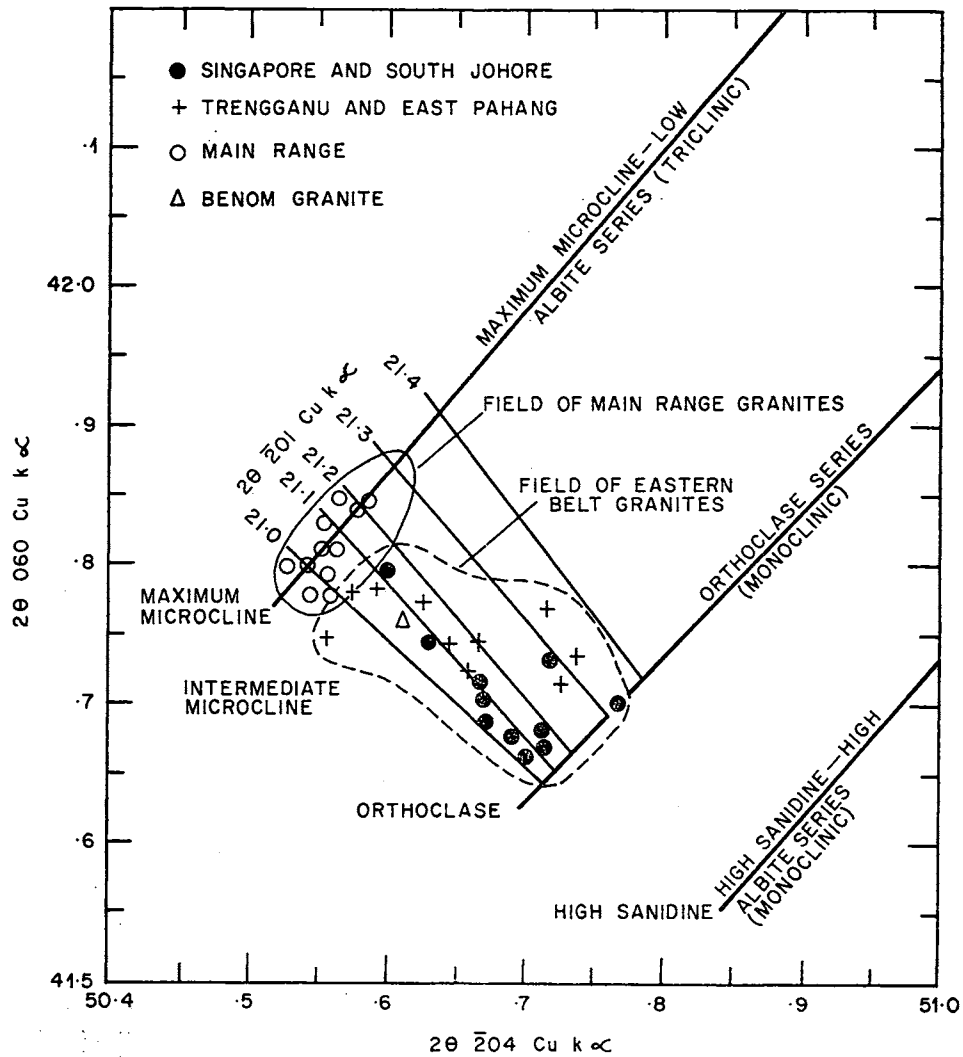 SINGAPORE AND SOUTH JOHORE
+ TRENGGANU AND EAST PAHANG
MAIN RANGE
BENOM GRANITE
MAXIMUM MICROCLINE—LOW
ALBITE SERIES (TRICLINIC)
·1
42·0
·9
·8
·7
·6
41·5
2θ 060 Cu k ∝
2θ 2̅01 Cu k ∝
21·0
21·1
21·2
21·3
21·4
FIELD OF MAIN RANGE GRANITES
FIELD OF EASTERN
BELT GRANITES
ORTHOCLASE SERIES
(MONOCLINIC)
MAXIMUM
MICROCLINE
INTERMEDIATE
MICROCLINE
ORTHOCLASE
HIGH SANIDINE
HIGH SANIDINE—HIGH
ALBITE SERIES
(MONOCLINIC)
50·4
·5
·6
·7
·8
·9
51·0
2θ 2̅04 Cu k ∝